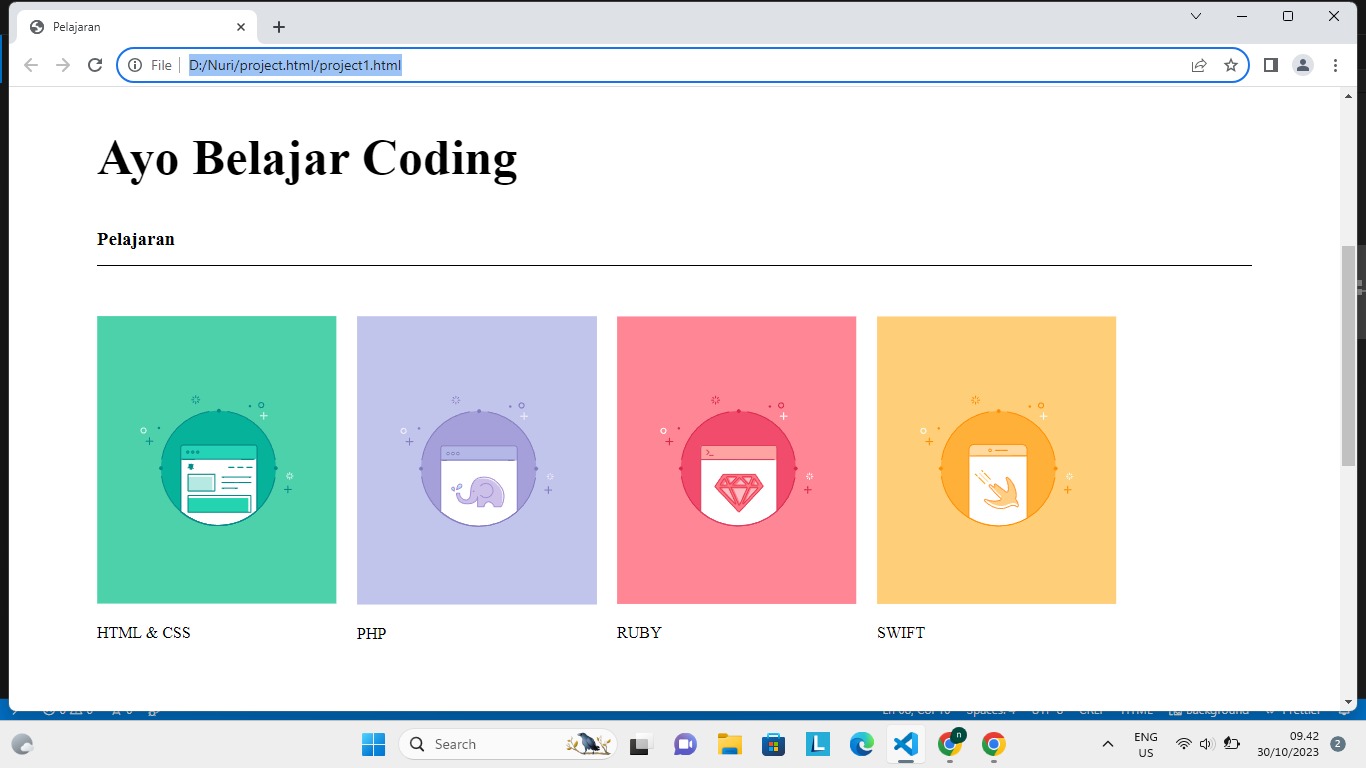 Pelajaran
File
D:/Nuri/project.html/project1.html
Ayo Belajar Coding
Pelajaran
HTML & CSS
PHP
RUBY
SWIFT
Search
ENG
US
09.42
30/10/2023
2